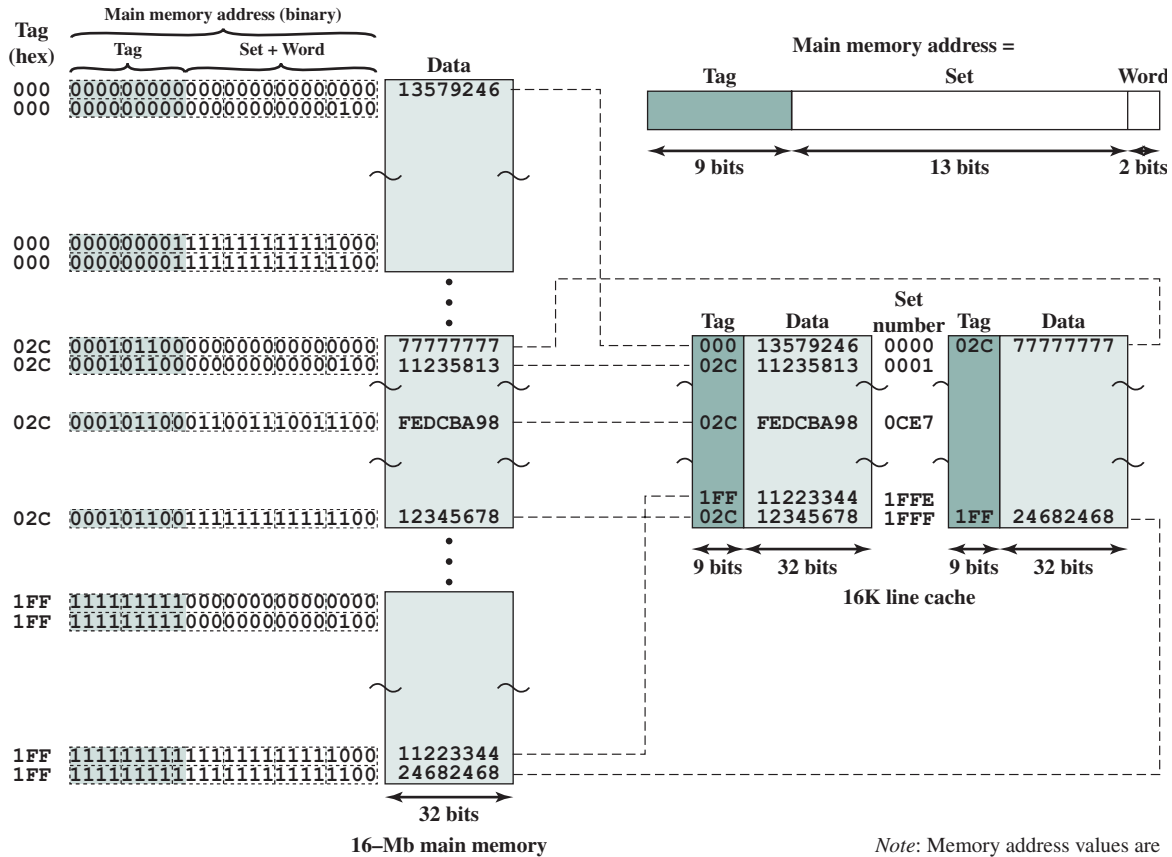 Main memory address (binary)
Tag
(hex)
Tag Set + Word
Data
000 000000000000000000000000 13579246
000 000000000000000000000100
000 000000001111111111111000
000 000000001111111111111100
02C 000101100000000000000000 77777777
02C 000101100000000000000100 11235813
02C 000101100011001110011100 FEDCBA98
02C 000101100111111111111100 12345678
1FF 111111111000000000000000
1FF 111111111000000000000100
1FF 111111111111111111111000 11223344
1FF 111111111111111111111100 24682468
32 bits
16–Mb main memory
Main memory address =
Tag Set Word
9 bits 13 bits 2 bits
Tag Data Set number Tag Data
000 13579246 0000 02C 77777777
02C 11235813 0001
02C FEDCBA98 0CE7
1FF 11223344 1FFE
02C 12345678 1FFF 1FF 24682468
9 bits 32 bits 9 bits 32 bits
16K line cache
Note: Memory address values are